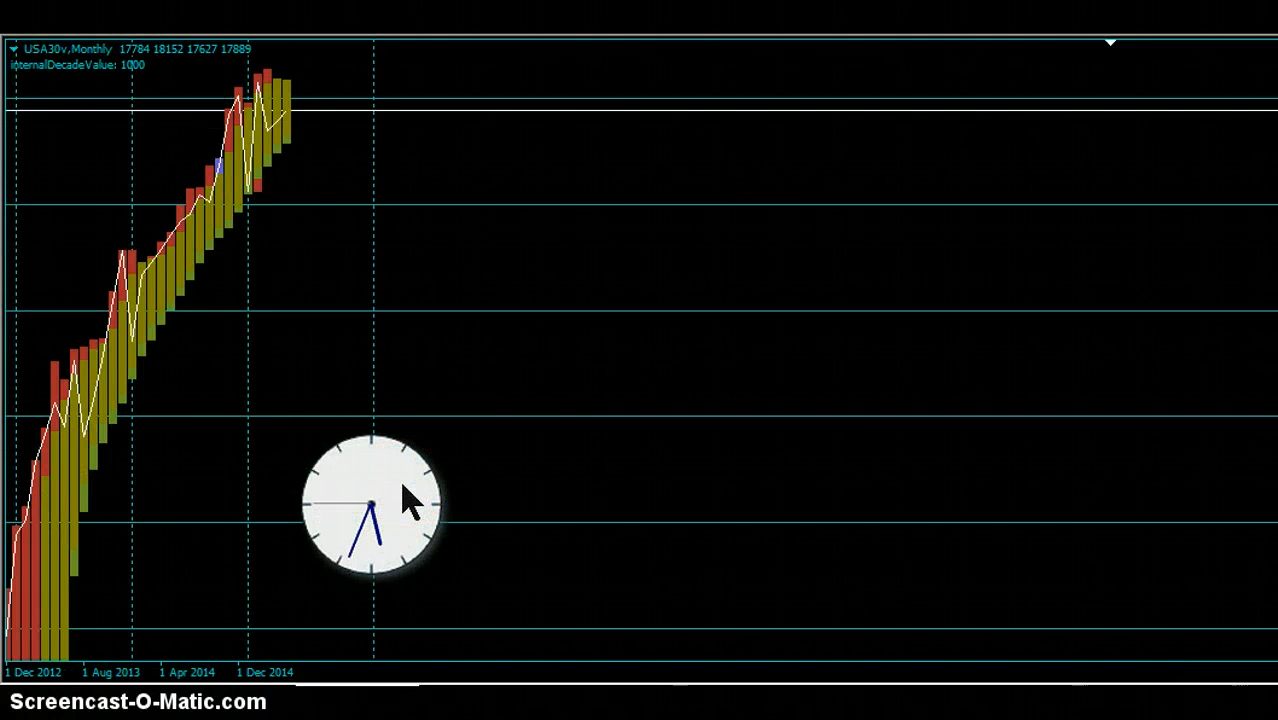 USA30v,Monthly 17784 18152 17627 17889
internalDecadeValue: 1000
1 Dec 2012 1 Aug 2013 1 Apr 2014 1 Dec 2014
Screencast-O-Matic.com